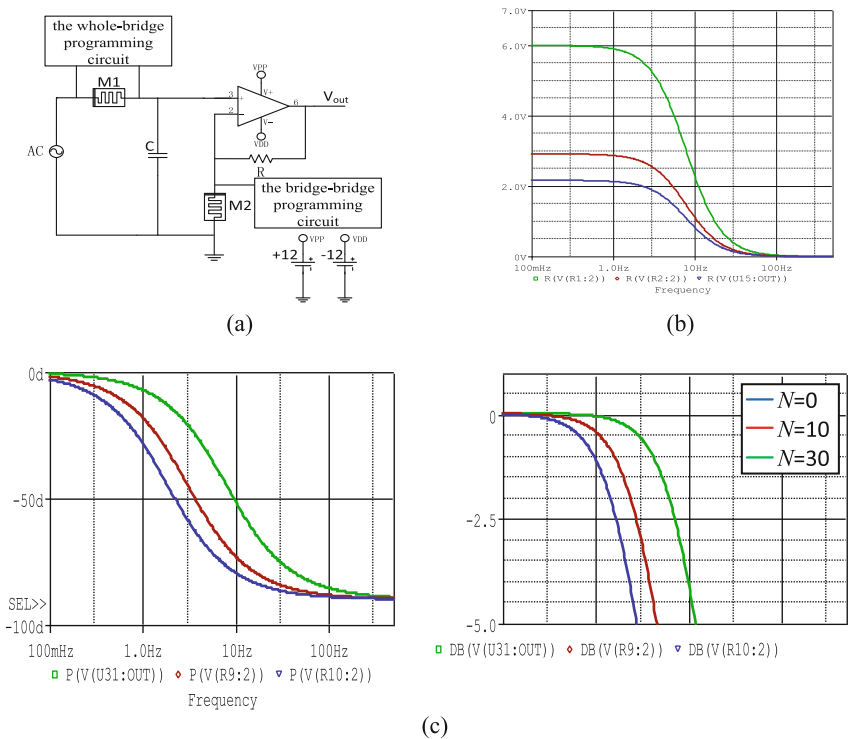 the whole-bridge
programming
circuit
M1
VPP
3
V+
2
6
V-
VDD
Vout
AC
C
R
M2
the bridge-bridge
programming
circuit
VPP
VDD
+12
-12
(a)
7.0V
6.0V
4.0V
2.0V
0V
100mHz
1.0Hz
10Hz
100Hz
R(V(R1:2))
R(V(R2:2))
R(V(U15:OUT))
Frequency
(b)
0d
-50d
SEL>>
-100d
100mHz
1.0Hz
10Hz
100Hz
P(V(U31:OUT))
P(V(R9:2))
P(V(R10:2))
Frequency
0
-2.5
-5.0
N=0
N=10
N=30
DB(V(U31:OUT))
DB(V(R9:2))
DB(V(R10:2))
(c)